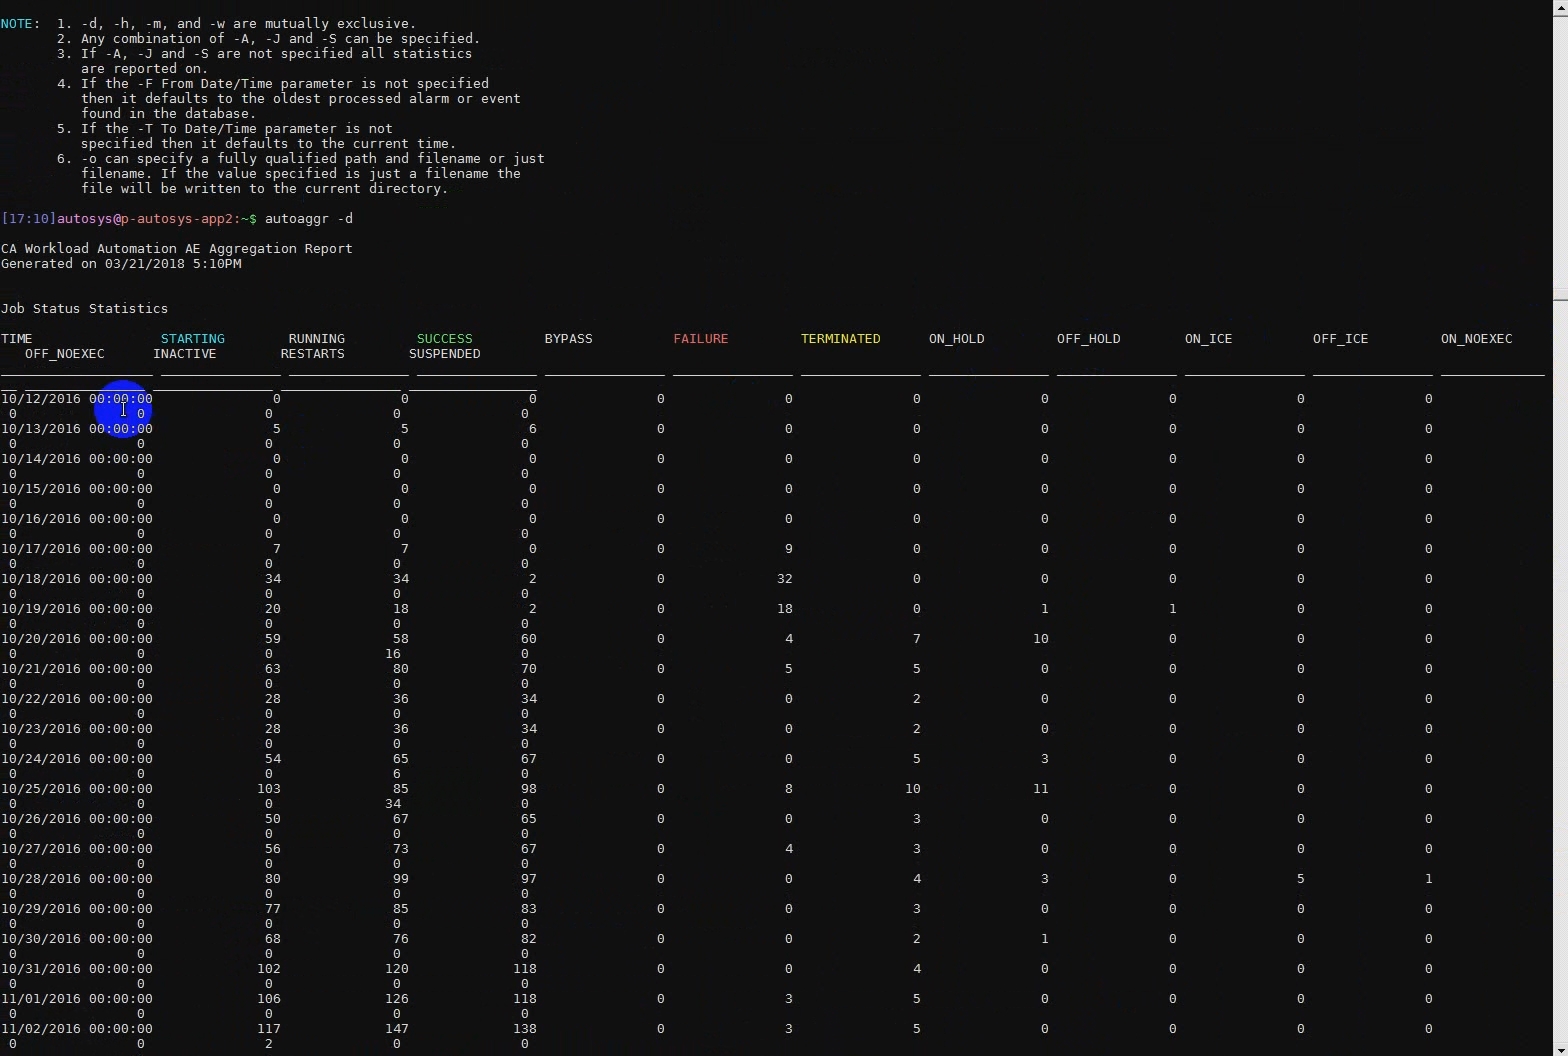 NOTE:  1. -d, -h, -m, and -w are mutually exclusive.
       2. Any combination of -A, -J and -S can be specified.
       3. If -A, -J and -S are not specified all statistics
          are reported on.
       4. If the -F From Date/Time parameter is not specified
          then it defaults to the oldest processed alarm or event
          found in the database.
       5. If the -T To Date/Time parameter is not
          specified then it defaults to the current time.
       6. -o can specify a fully qualified path and filename or just
          filename. If the value specified is just a filename the
          file will be written to the current directory.
[17:10]autosys@p-autosys-app2:~$ autoaggr -d
CA Workload Automation AE Aggregation Report
Generated on 03/21/2018 5:10PM
Job Status Statistics
TIME STARTING RUNNING SUCCESS BYPASS FAILURE TERMINATED ON_HOLD OFF_HOLD ON_ICE OFF_ICE ON_NOEXEC
OFF_NOEXEC INACTIVE RESTARTS SUSPENDED
10/12/2016 00:00:00 0 0 0 0 0 0 0 0 0 0
0 0 0 0 0
10/13/2016 00:00:00 5 5 6 0 0 0 0 0 0 0
0 0 0 0 0
10/14/2016 00:00:00 0 0 0 0 0 0 0 0 0 0
0 0 0 0 0
10/15/2016 00:00:00 0 0 0 0 0 0 0 0 0 0
0 0 0 0 0
10/16/2016 00:00:00 0 0 0 0 0 0 0 0 0 0
0 0 0 0 0
10/17/2016 00:00:00 7 7 0 0 9 0 0 0 0 0
0 0 0 0 0
10/18/2016 00:00:00 34 34 2 0 32 0 0 0 0 0
0 0 0 0 0
10/19/2016 00:00:00 20 18 2 0 18 0 1 1 0 0
0 0 0 0 0
10/20/2016 00:00:00 59 58 60 0 4 7 10 0 0 0
0 0 0 16 0
10/21/2016 00:00:00 63 80 70 0 5 5 0 0 0 0
0 0 0 0 0
10/22/2016 00:00:00 28 36 34 0 0 2 0 0 0 0
0 0 0 0 0
10/23/2016 00:00:00 28 36 34 0 0 2 0 0 0 0
0 0 0 0 0
10/24/2016 00:00:00 54 65 67 0 0 5 3 0 0 0
0 0 0 6 0
10/25/2016 00:00:00 103 85 98 0 8 10 11 0 0 0
0 0 0 34 0
10/26/2016 00:00:00 50 67 65 0 0 3 0 0 0 0
0 0 0 0 0
10/27/2016 00:00:00 56 73 67 0 4 3 0 0 0 0
0 0 0 0 0
10/28/2016 00:00:00 80 99 97 0 0 4 3 0 5 1
0 0 0 0 0
10/29/2016 00:00:00 77 85 83 0 0 3 0 0 0 0
0 0 0 0 0
10/30/2016 00:00:00 68 76 82 0 0 2 1 0 0 0
0 0 0 0 0
10/31/2016 00:00:00 102 120 118 0 0 4 0 0 0 0
0 0 0 0 0
11/01/2016 00:00:00 106 126 118 0 3 5 0 0 0 0
0 0 0 0 0
11/02/2016 00:00:00 117 147 138 0 3 5 0 0 0 0
0 0 2 0 0